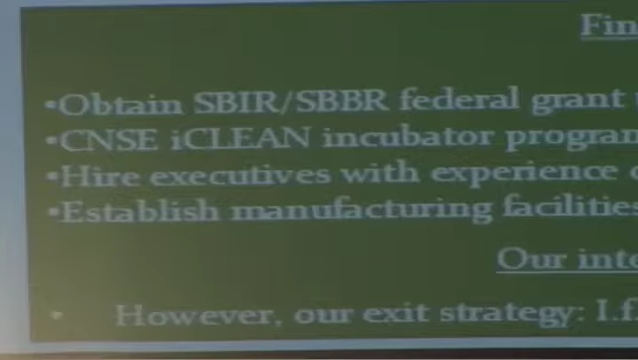 Fin
•Obtain SBIR/SBBR federal grant
•CNSE iCLEAN incubator program
•Hire executives with experience
•Establish manufacturing facilities
Our inte
• However, our exit strategy: I.f.